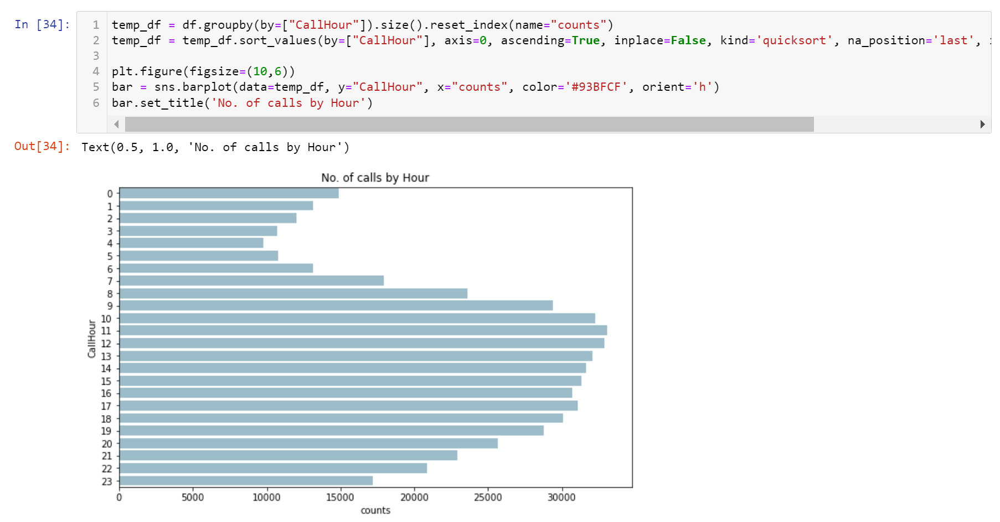 In [34]:
1 temp_df = df.groupby(by=["CallHour"]).size().reset_index(name="counts")
2 temp_df = temp_df.sort_values(by=["CallHour"], axis=0, ascending=True, inplace=False, kind='quicksort', na_position='last',
3
4 plt.figure(figsize=(10,6))
5 bar = sns.barplot(data=temp_df, y="CallHour", x="counts", color='#93BFCF', orient='h')
6 bar.set_title('No. of calls by Hour')
Out[34]: Text(0.5, 1.0, 'No. of calls by Hour')
No. of calls by Hour
CallHour
0
1
2
3
4
5
6
7
8
9
10
11
12
13
14
15
16
17
18
19
20
21
22
23
0 5000 10000 15000 20000 25000 30000
counts